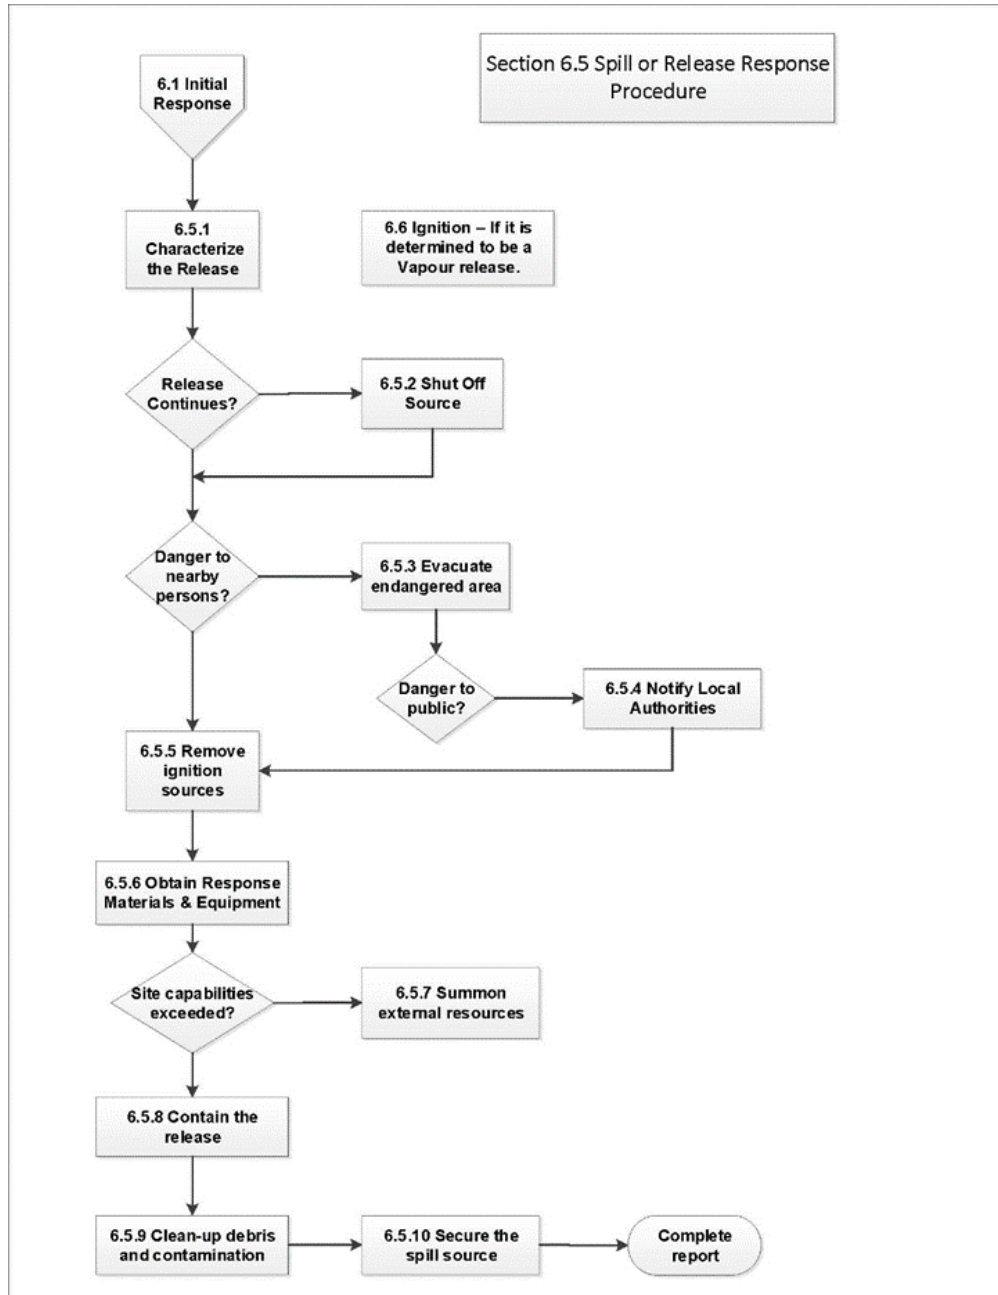 Section 6.5 Spill or Release Response
Procedure
6.1 Initial
Response
6.5.1
Characterize
the Release
6.6 Ignition – If it is
determined to be a
Vapour release.
Release
Continues?
6.5.2 Shut Off
Source
Danger to
nearby
persons?
6.5.3 Evacuate
endangered area
Danger to
public?
6.5.4 Notify Local
Authorities
6.5.5 Remove
ignition
sources
6.5.6 Obtain Response
Materials & Equipment
Site capabilities
exceeded?
6.5.7 Summon
external resources
6.5.8 Contain the
release
6.5.9 Clean-up debris
and contamination
6.5.10 Secure the
spill source
Complete
report